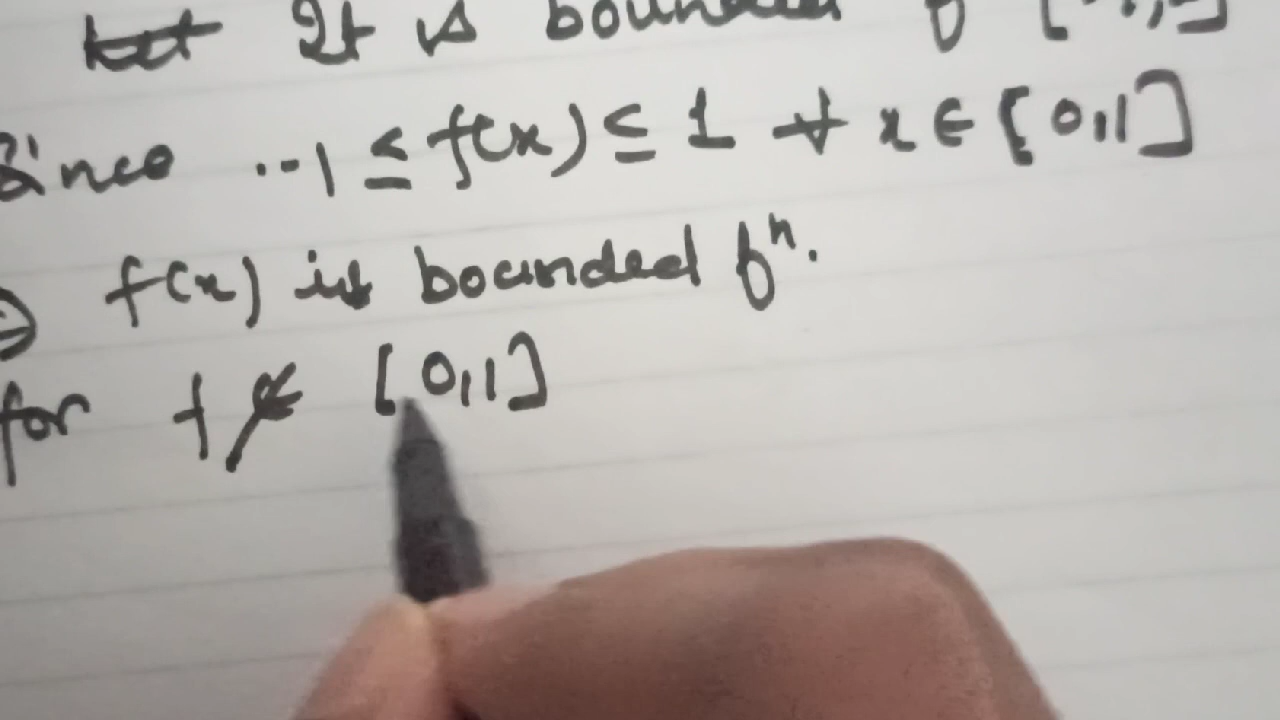 It is bounded f [
Since -1 ≤ f(x) ≤ 1 ∀ x ∈ [0,1]
⇒ f(x) is bounded fⁿ.
for f [0,1]